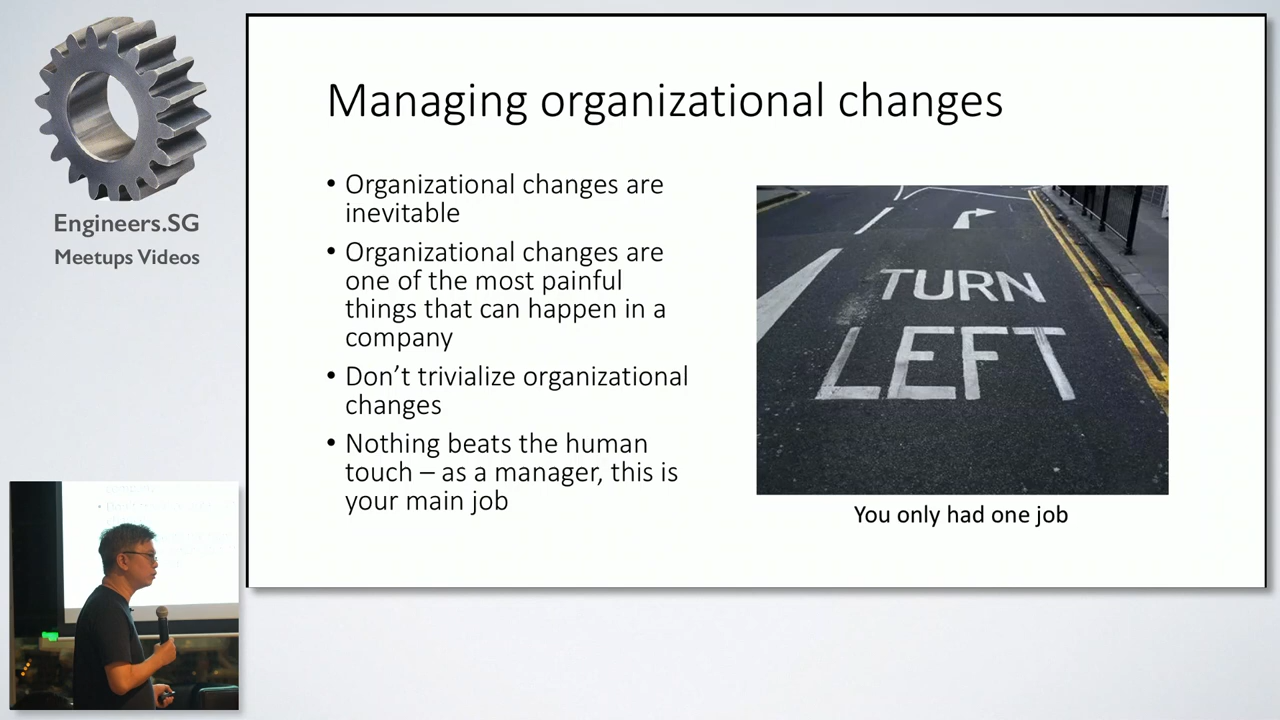 Engineers.SG
Meetups Videos
Managing organizational changes
• Organizational changes are
inevitable
• Organizational changes are
one of the most painful
things that can happen in a
company
• Don’t trivialize organizational
changes
• Nothing beats the human
touch – as a manager, this is
your main job
TURN
LEFT
You only had one job